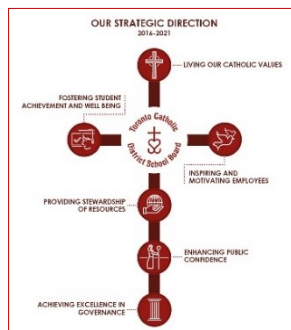 OUR STRATEGIC DIRECTION
2016-2021
LIVING OUR CATHOLIC VALUES
FOSTERING STUDENT
ACHIEVEMENT AND WELL BEING
Toronto Catholic
District School Board
INSPIRING AND
MOTIVATING EMPLOYEES
PROVIDING STEWARDSHIP
OF RESOURCES
ENHANCING PUBLIC
CONFIDENCE
ACHIEVING EXCELLENCE IN
GOVERNANCE